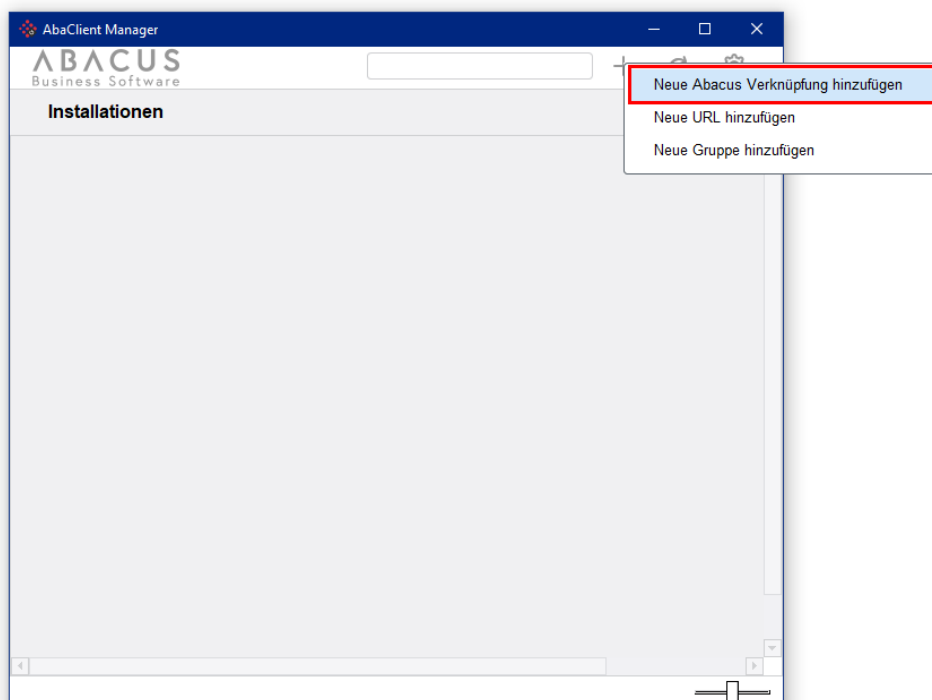 AbaClient Manager
ABACUS
Business Software
Installationen
Neue Abacus Verknüpfung hinzufügen
Neue URL hinzufügen
Neue Gruppe hinzufügen